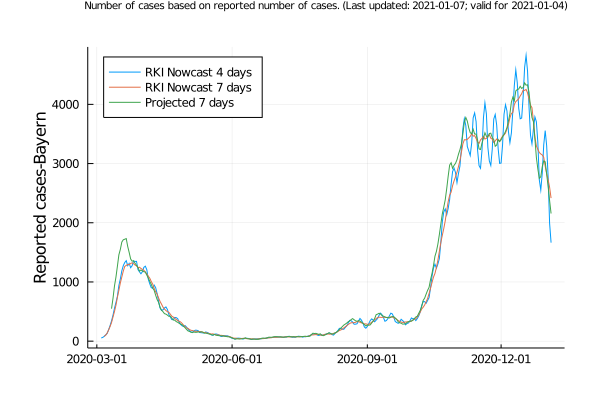 Number of cases based on reported number of cases. (Last updated: 2021-01-07; valid for 2021-01-04)
RKI Nowcast 4 days
RKI Nowcast 7 days
Projected 7 days
Reported cases-Bayern
4000
3000
2000
1000
0
2020-03-01 2020-06-01 2020-09-01 2020-12-01